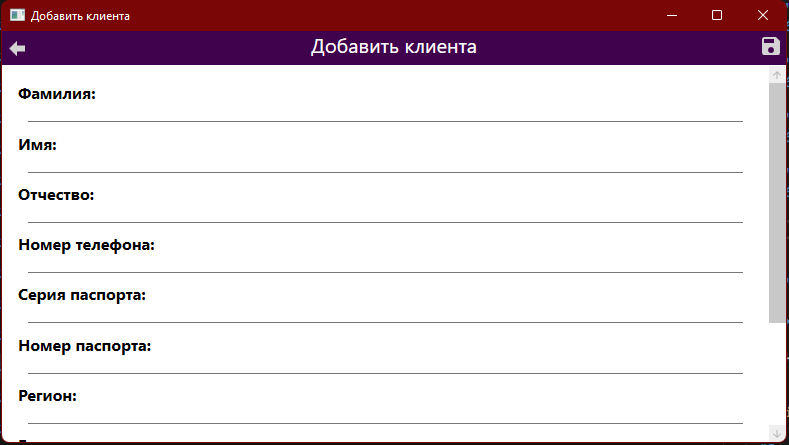 Добавить клиента
Добавить клиента
Фамилия:
Имя:
Отчество:
Номер телефона:
Серия паспорта:
Номер паспорта:
Регион: